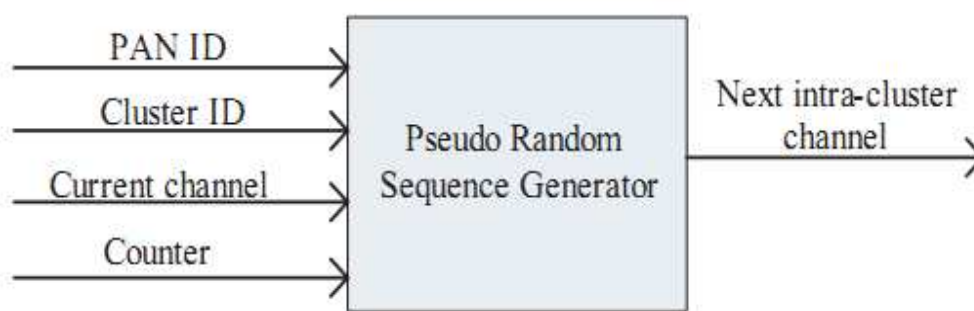 PAN ID
Cluster ID
Current channel
Counter
Pseudo Random
Sequence Generator
Next intra-cluster
channel